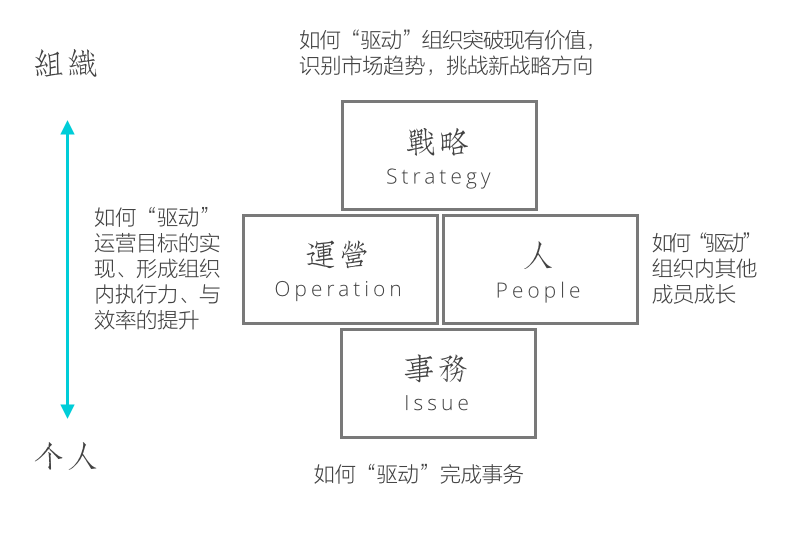 如何“驱动”组织突破现有价值，
识别市场趋势，挑战新战略方向
組織
戰略
Strategy
如何“驱动”
运营目标的实
现、形成组织
内执行力、与
效率的提升
運營
Operation
人
People
如何“驱动”
组织内其他
成员成长
事務
Issue
个人
如何“驱动”完成事务